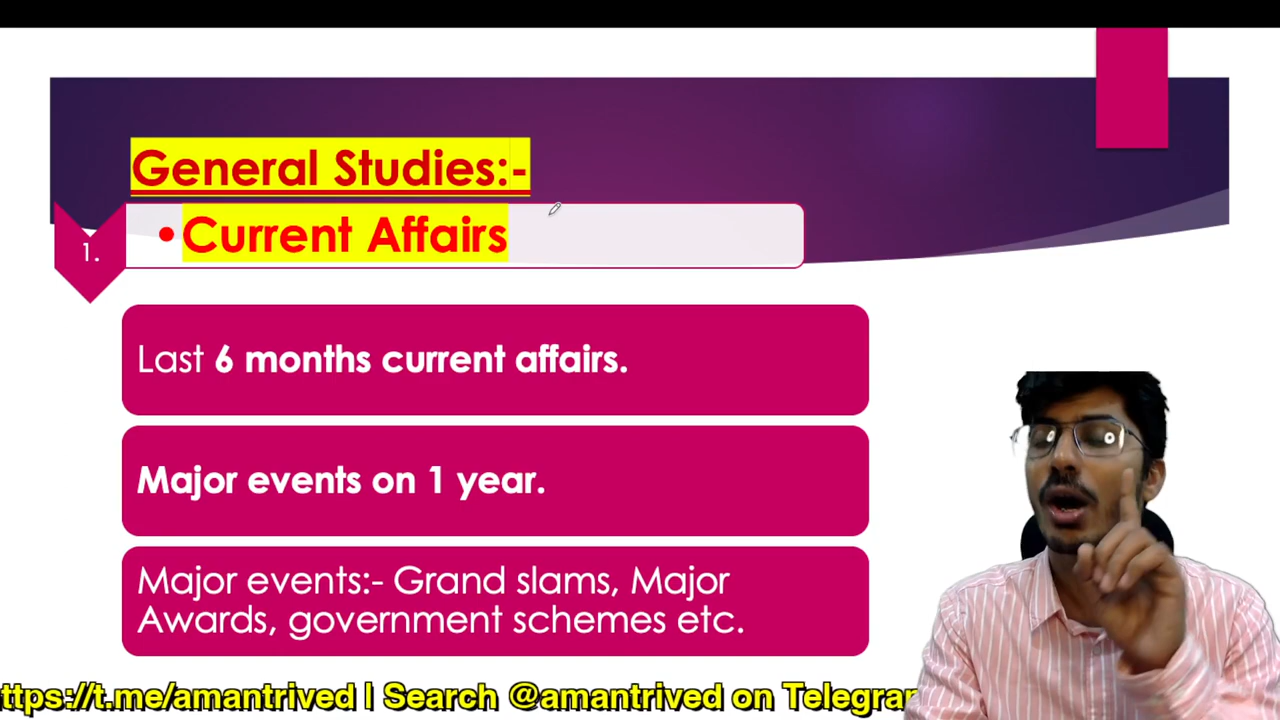 General Studies:-
1.
•Current Affairs
Last 6 months current affairs.
Major events on 1 year.
Major events:- Grand slams, Major
Awards, government schemes etc.
ttps://t.me/amantrived | Search @amantrived on Telegrar